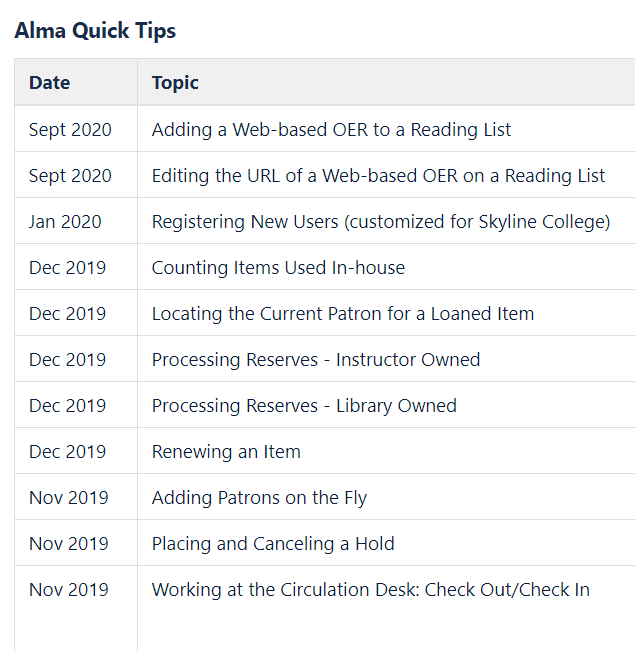 Alma Quick Tips
Date Topic
Sept 2020 Adding a Web-based OER to a Reading List
Sept 2020 Editing the URL of a Web-based OER on a Reading List
Jan 2020 Registering New Users (customized for Skyline College)
Dec 2019 Counting Items Used In-house
Dec 2019 Locating the Current Patron for a Loaned Item
Dec 2019 Processing Reserves - Instructor Owned
Dec 2019 Processing Reserves - Library Owned
Dec 2019 Renewing an Item
Nov 2019 Adding Patrons on the Fly
Nov 2019 Placing and Canceling a Hold
Nov 2019 Working at the Circulation Desk: Check Out/Check In